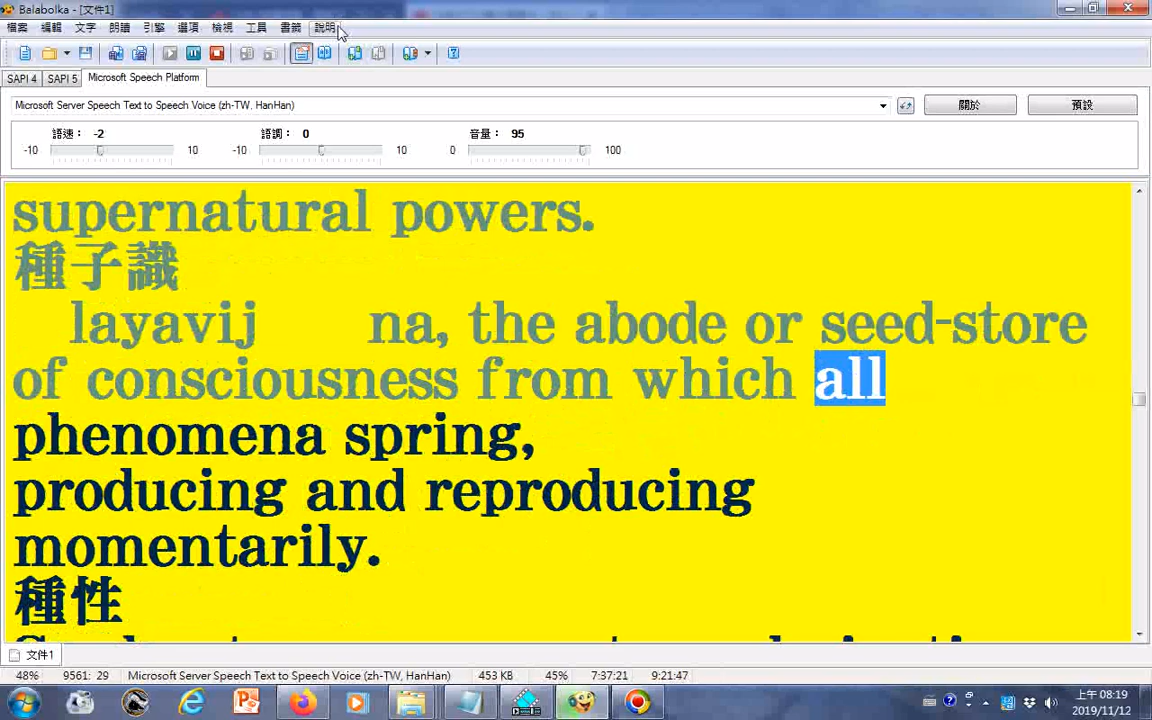 Balabolka - [文件1]
檔案 編輯 文字 朗讀 引擎 選項 檢視 工具 書籤 說明
SAPI 4 SAPI 5 Microsoft Speech Platform
Microsoft Server Speech Text to Speech Voice (zh-TW, HanHan) 關於 預設
語速： -2 語調： 0 音量： 95
-10 10 -10 10 0 100
supernatural powers.
種子識
layavij na, the abode or seed-store
of consciousness from which all
phenomena spring,
producing and reproducing
momentarily.
種性
文件1
48% 9561: 29 Microsoft Server Speech Text to Speech Voice (zh-TW, HanHan) 453 KB 45% 7:37:21 9:21:47
上午 08:19
2019/11/12